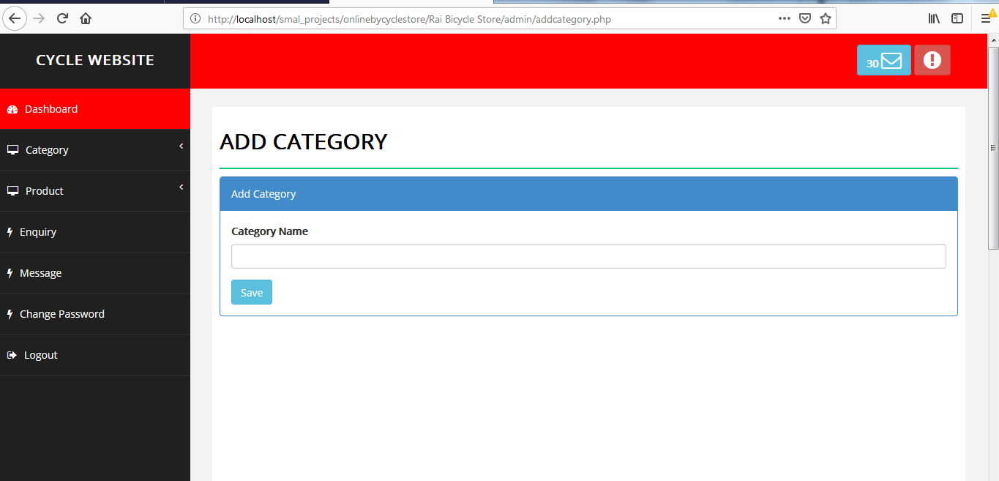 http://localhost/smal_projects/onlinebycyclestore/Rai Bicycle Store/admin/addcategory.php
CYCLE WEBSITE
30
Dashboard
Category
Product
Enquiry
Message
Change Password
Logout
ADD CATEGORY
Add Category
Category Name
Save